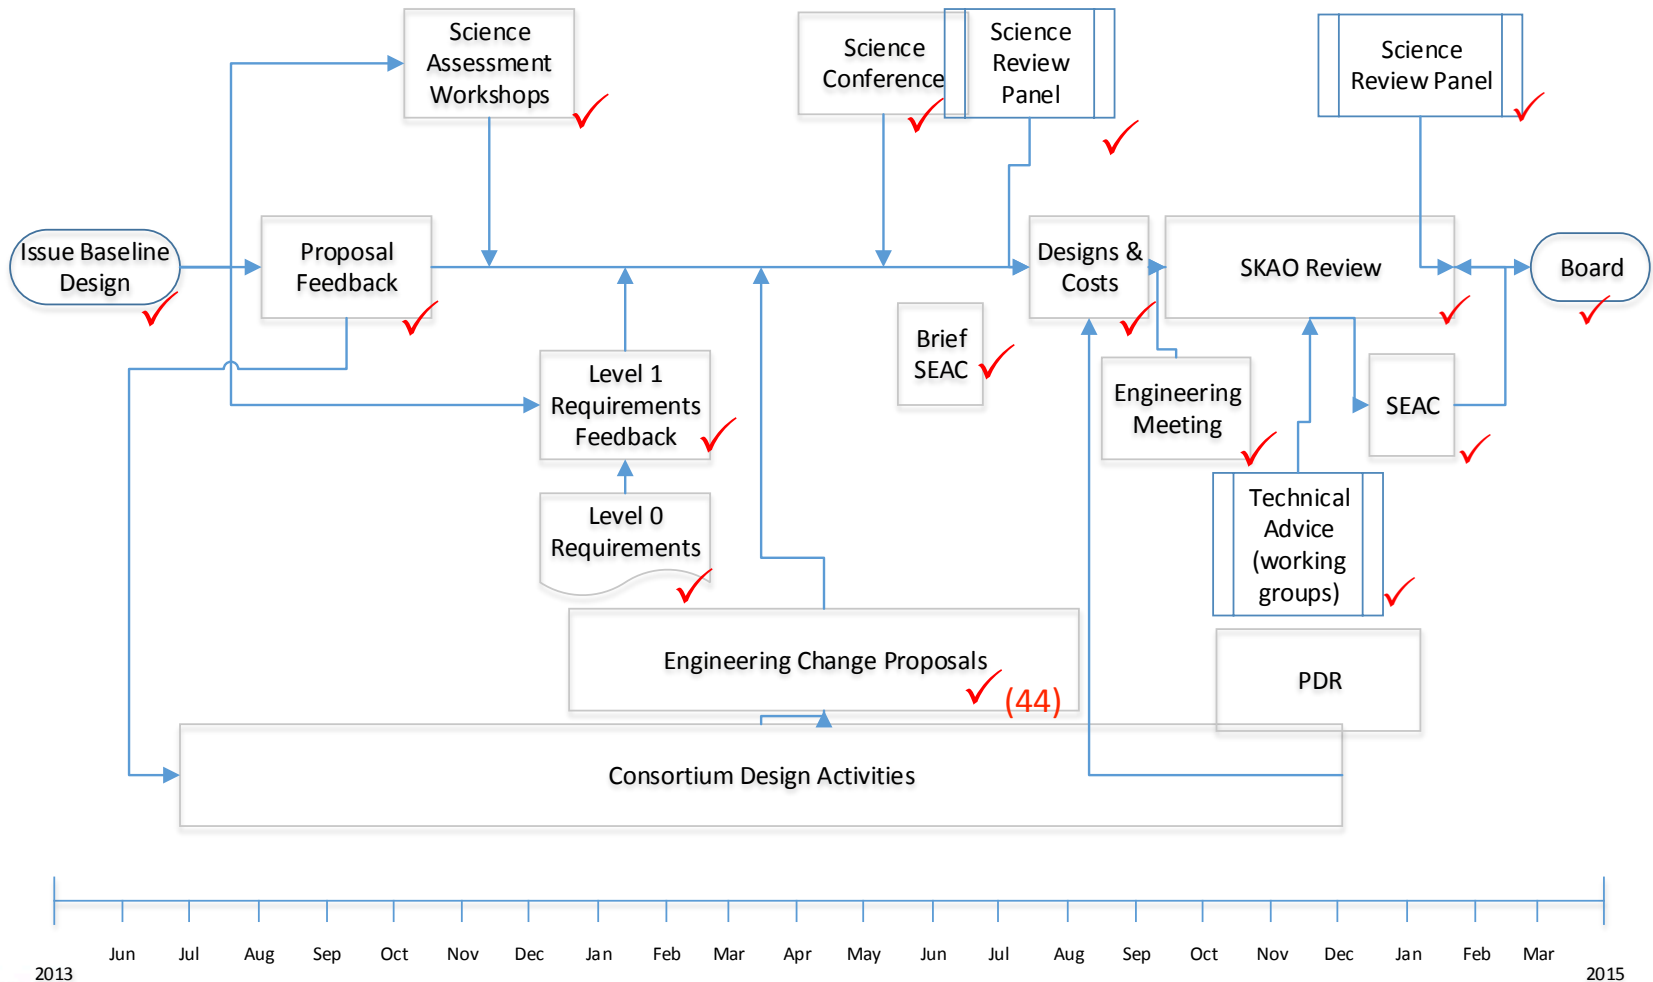 Science
Assessment
Workshops
Science
Conference
Science
Review
Panel
Science
Review Panel
Issue Baseline
Design
Proposal
Feedback
Designs &
Costs
SKAO Review
Board
Brief
SEAC
Level 1
Requirements
Feedback
Engineering
Meeting
SEAC
Level 0
Requirements
Technical
Advice
(working
groups)
Engineering Change Proposals
(44)
PDR
Consortium Design Activities
Jun Jul Aug Sep Oct Nov Dec Jan Feb Mar Apr May Jun Jul Aug Sep Oct Nov Dec Jan Feb Mar
2013 2015